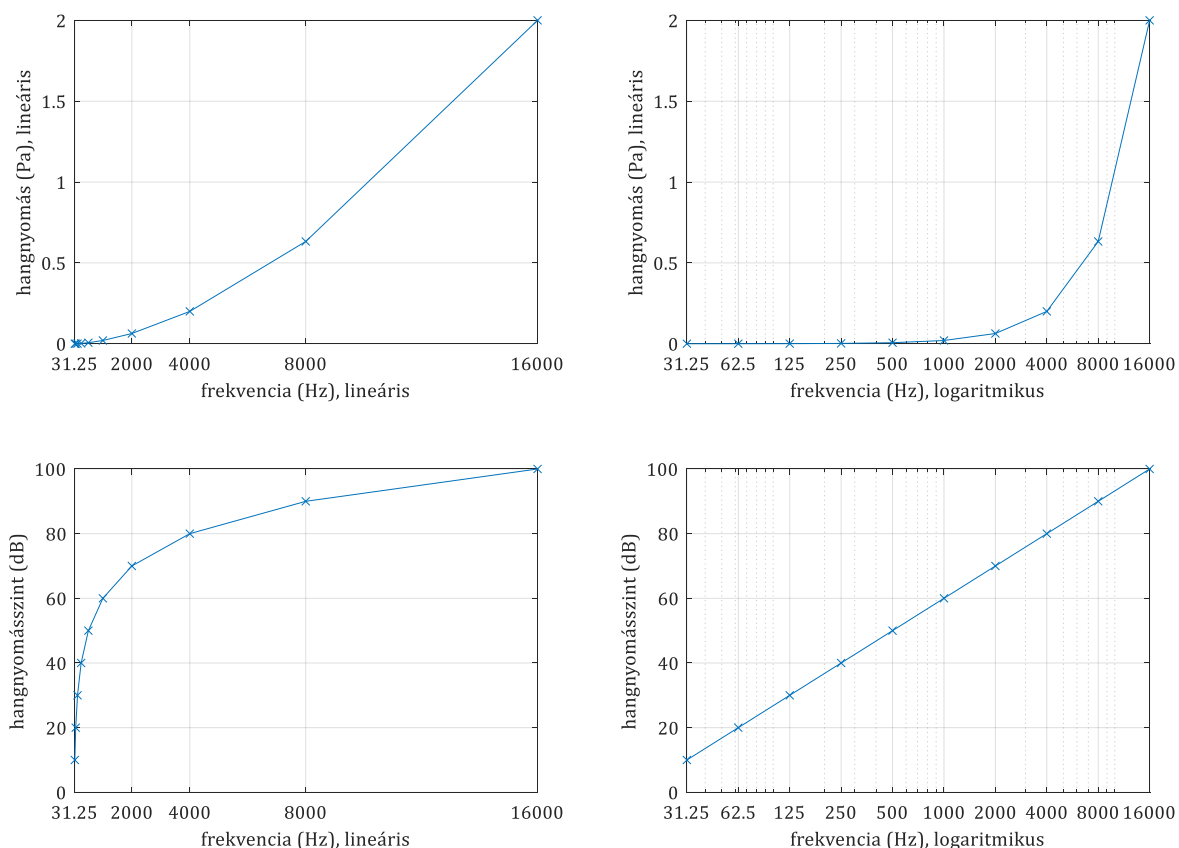 2
1.5
1
0.5
0
hangnyomás (Pa), lineáris
31.25 2000 4000 8000 16000
frekvencia (Hz), lineáris
2
1.5
1
0.5
0
hangnyomás (Pa), lineáris
31.25 62.5 125 250 500 1000 2000 4000 8000 16000
frekvencia (Hz), logaritmikus
100
80
60
40
20
0
hangnyomásszint (dB)
31.25 2000 4000 8000 16000
frekvencia (Hz), lineáris
100
80
60
40
20
0
hangnyomásszint (dB)
31.25 62.5 125 250 500 1000 2000 4000 8000 16000
frekvencia (Hz), logaritmikus